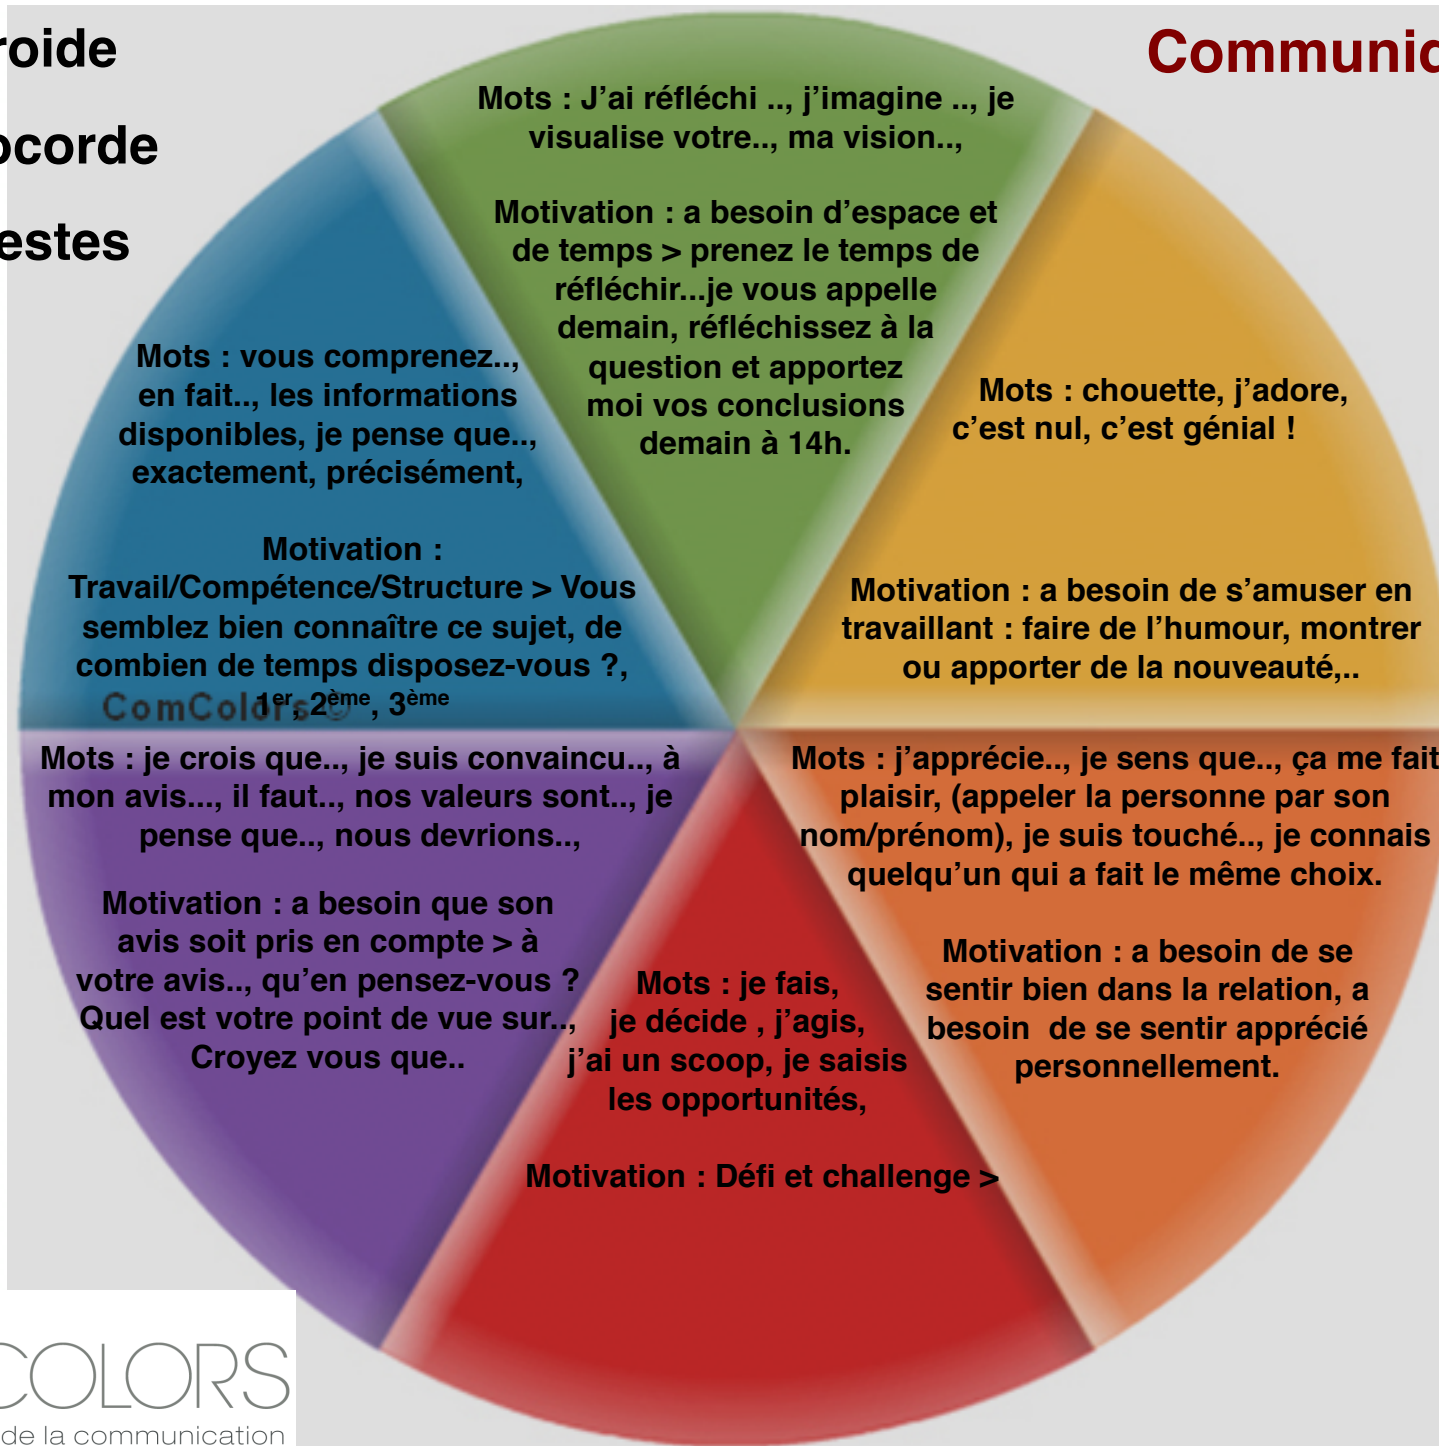 roide
ocorde
estes
Communic
Mots : J'ai réfléchi .., j'imagine .., je
visualise votre.., ma vision..,
Motivation : a besoin d'espace et
de temps > prenez le temps de
réfléchir...je vous appelle
demain, réfléchissez à la
question et apportez
moi vos conclusions
demain à 14h.
Mots : vous comprenez..,
en fait.., les informations
disponibles, je pense que..,
exactement, précisément,
Motivation :
Travail/Compétence/Structure > Vous
semblez bien connaître ce sujet, de
combien de temps disposez-vous ?,
1er, 2ème, 3ème
ComColors ©
Mots : chouette, j'adore,
c'est nul, c'est génial !
Motivation : a besoin de s'amuser en
travaillant : faire de l'humour, montrer
ou apporter de la nouveauté,..
Mots : je crois que.., je suis convaincu.., à
mon avis..., il faut.., nos valeurs sont.., je
pense que.., nous devrions..,
Motivation : a besoin que son
avis soit pris en compte > à
votre avis.., qu'en pensez-vous ?
Quel est votre point de vue sur..,
Croyez vous que..
Mots : j'apprécie.., je sens que.., ça me fait
plaisir, (appeler la personne par son
nom/prénom), je suis touché.., je connais
quelqu'un qui a fait le même choix.
Motivation : a besoin de se
sentir bien dans la relation, a
besoin de se sentir apprécié
personnellement.
Mots : je fais,
je décide , j'agis,
j'ai un scoop, je saisis
les opportunités,
Motivation : Défi et challenge >
COLORS
de la communication